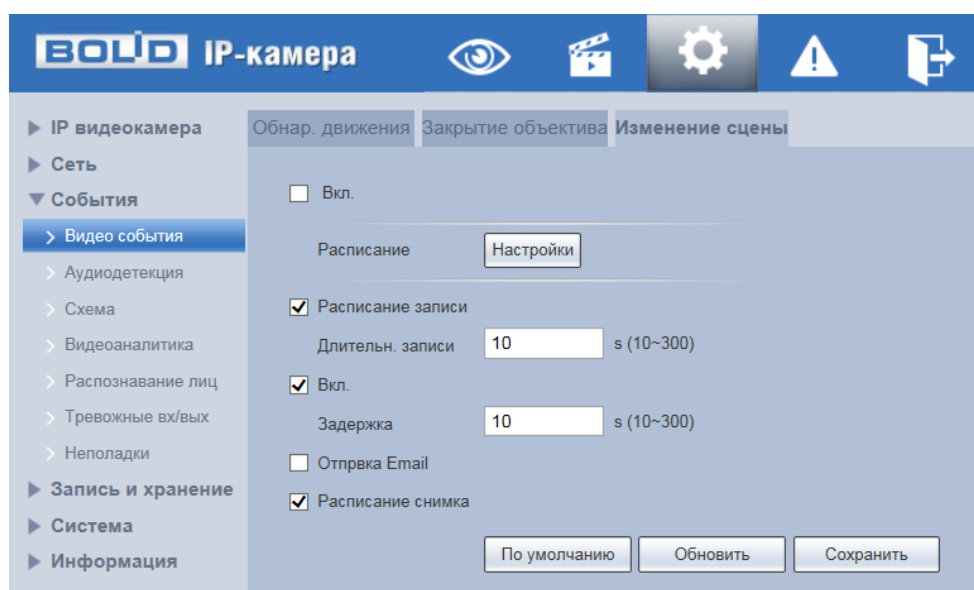 BOLID IP-камера
IP видеокамера
Сеть
События
Видео события
Аудиодетекция
Схема
Видеоаналитика
Распознавание лиц
Тревожные вх/вых
Неполадки
Запись и хранение
Система
Информация
Обнар. движения Закрытие объектива Изменение сцены
Вкл.
Расписание Настройки
Расписание записи
Длительн. записи 10 s (10~300)
Вкл.
Задержка 10 s (10~300)
Отпрвка Email
Расписание снимка
По умолчанию Обновить Сохранить